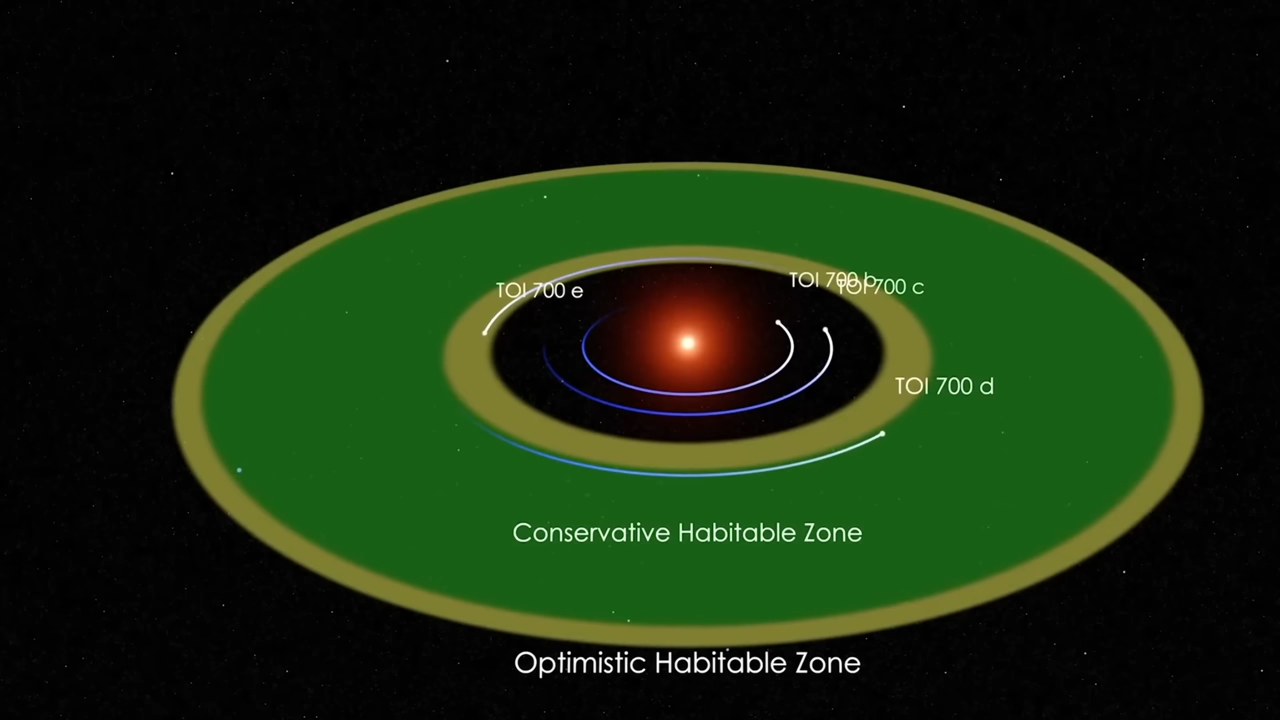 TOI 700 b
TOI 700 c
TOI 700 e
TOI 700 d
Conservative Habitable Zone
Optimistic Habitable Zone